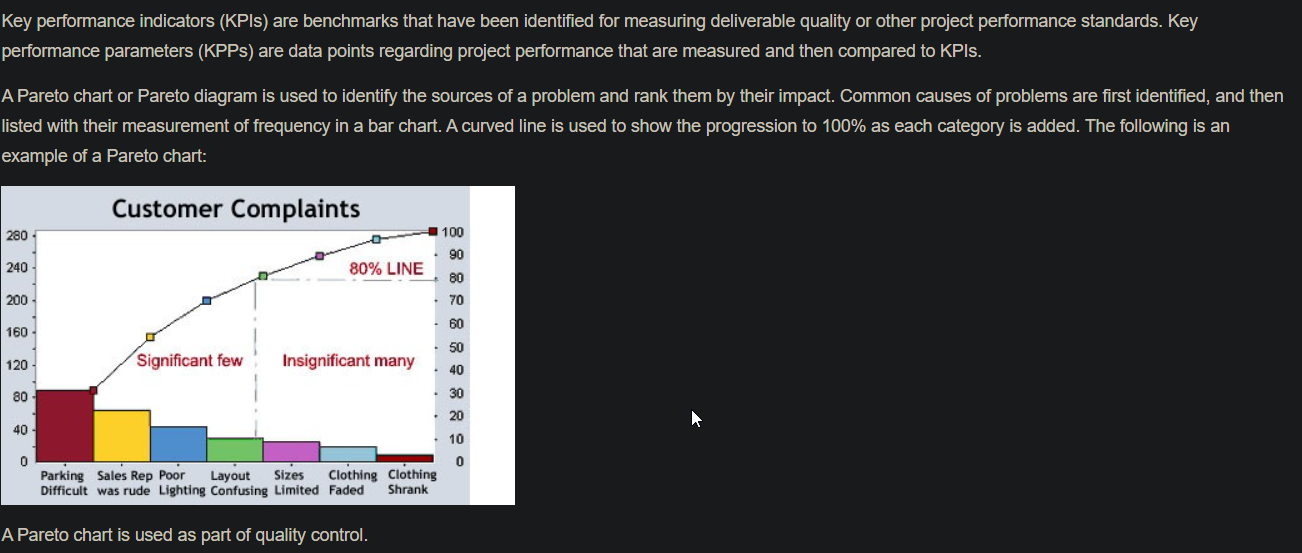 Key performance indicators (KPIs) are benchmarks that have been identified for measuring deliverable quality or other project performance standards. Key
performance parameters (KPPs) are data points regarding project performance that are measured and then compared to KPIs.
A Pareto chart or Pareto diagram is used to identify the sources of a problem and rank them by their impact. Common causes of problems are first identified, and then
listed with their measurement of frequency in a bar chart. A curved line is used to show the progression to 100% as each category is added. The following is an
example of a Pareto chart:
Customer Complaints
280
240
200
160
120
80
40
0
100
90
80
70
60
50
40
30
20
10
0
80% LINE
Significant few
Insignificant many
Parking Difficult
Sales Rep was rude
Poor Lighting
Layout Confusing
Sizes Limited
Clothing Faded
Clothing Shrank
A Pareto chart is used as part of quality control.